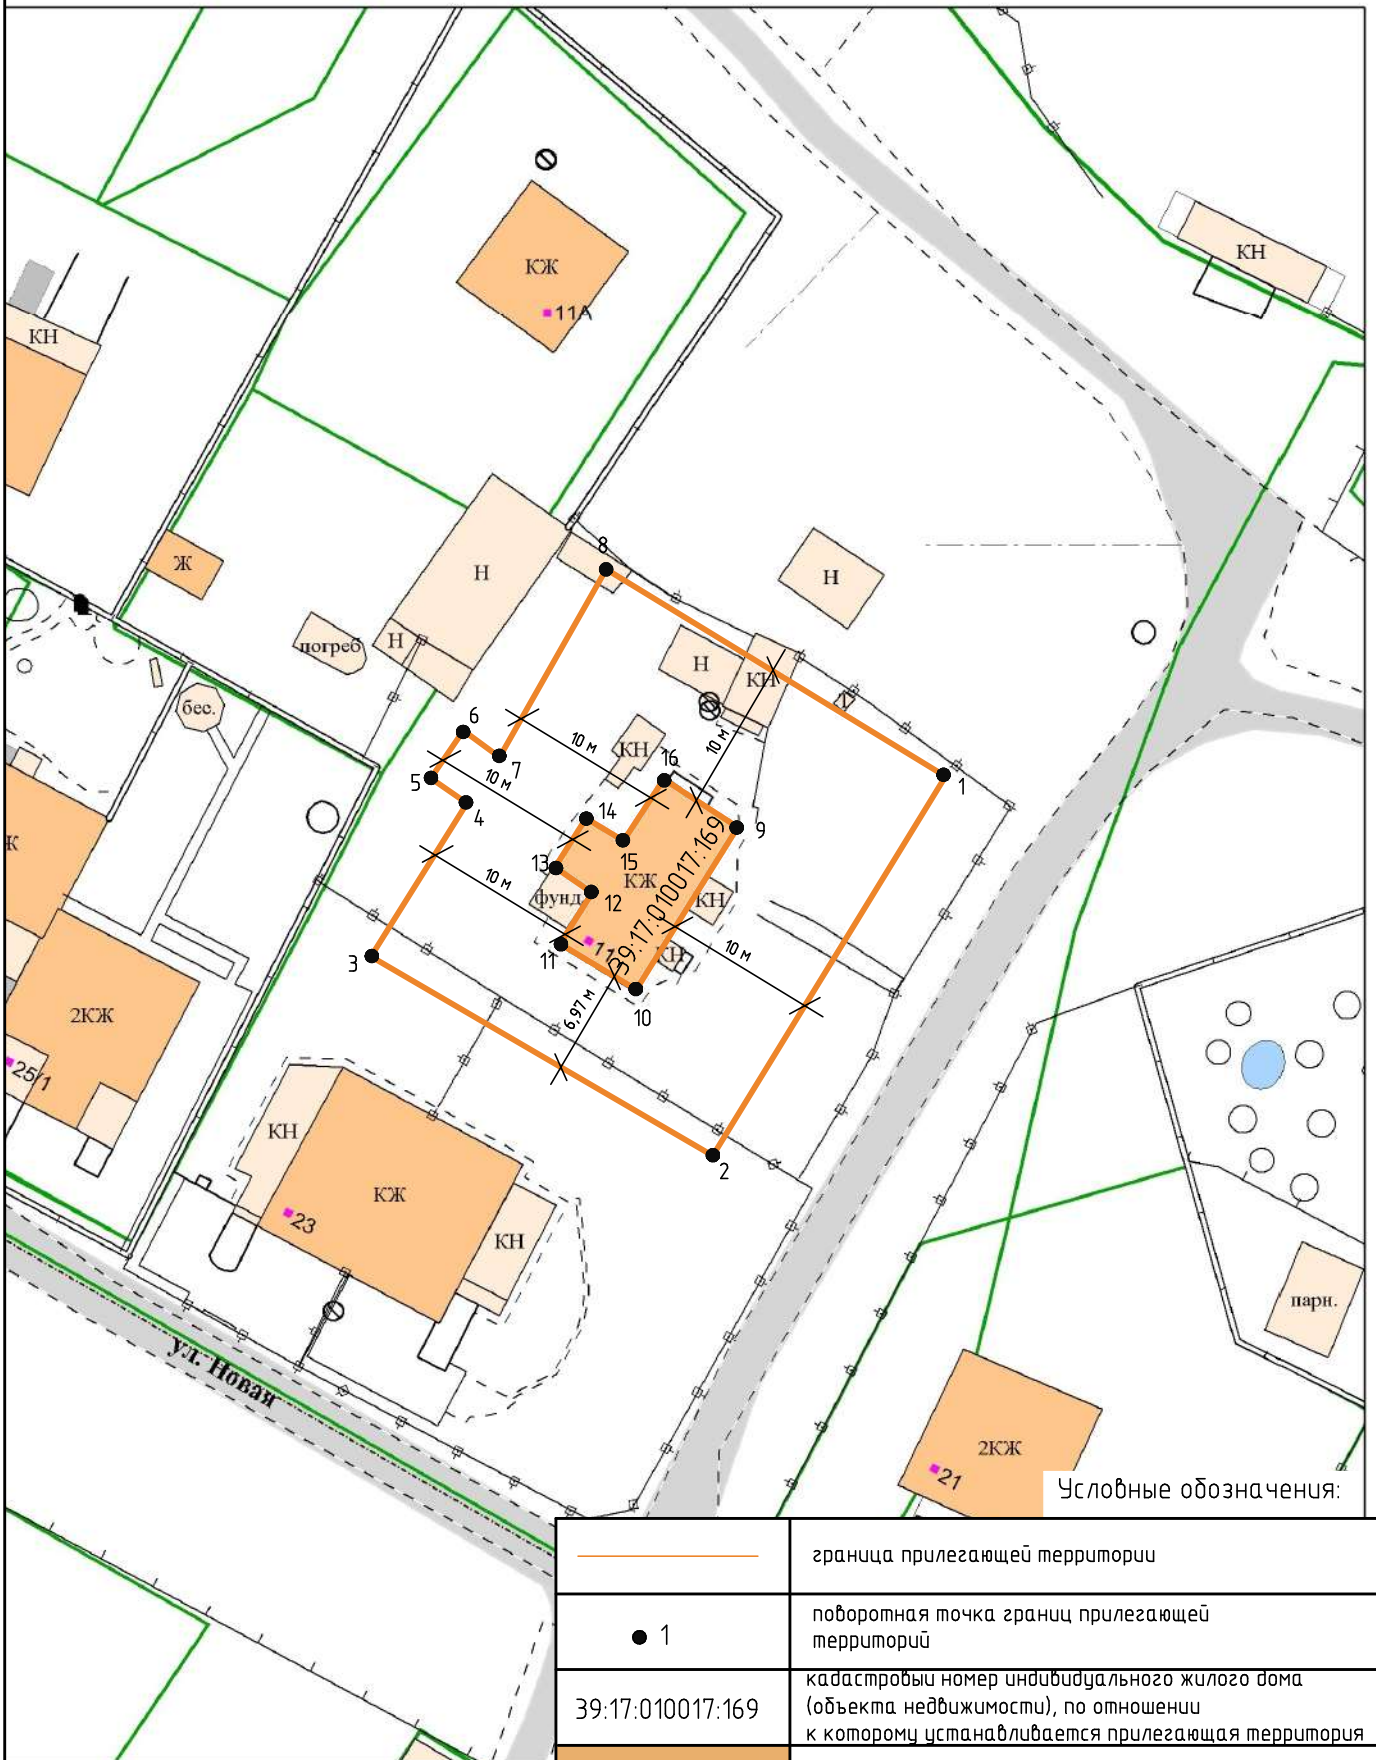 КЖ
11А
КН
КН
Ж
Н
Н
погреб
бес.
8
Н
Н
КН
6
7
5
4
10 м
10 м
10 м
10 м
КН
16
1
14
15
9
13
12
фунд
КЖ
КН
39:17:010017:169
11
11
КН
10 м
3
10
6,97 м
2
К
2КЖ
25/1
КН
КЖ
23
КН
парн.
ул. Новая
2КЖ
21
Условные обозначения:
граница прилегающей территории
1
поворотная точка границ прилегающей
территорий
39:17:010017:169
кадастровый номер индивидуального жилого дома
(объекта недвижимости), по отношении
к которому устанавливается прилегающая территория